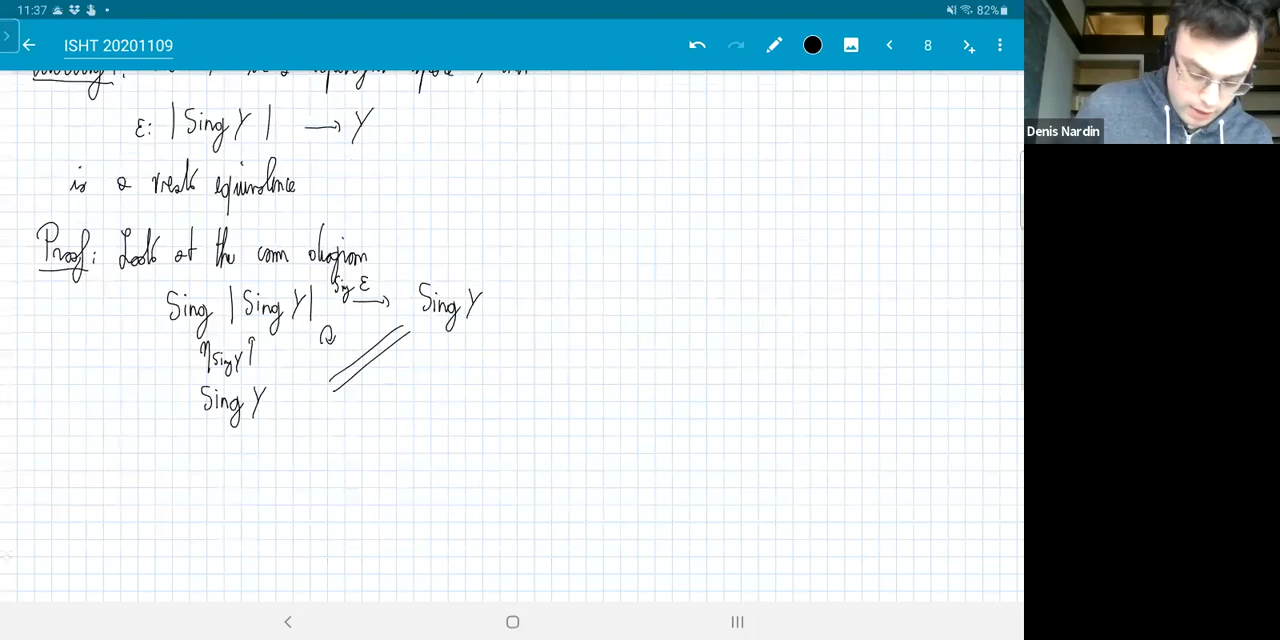 11:37
82%
ISHT 20201109
8
ε: |Sing Y| → Y
is a weak equivalence
Proof: Look at the comm diagram
Sing |Sing Y| Sing ε → Sing Y
η Sing Y ↑
Sing Y
Denis Nardin